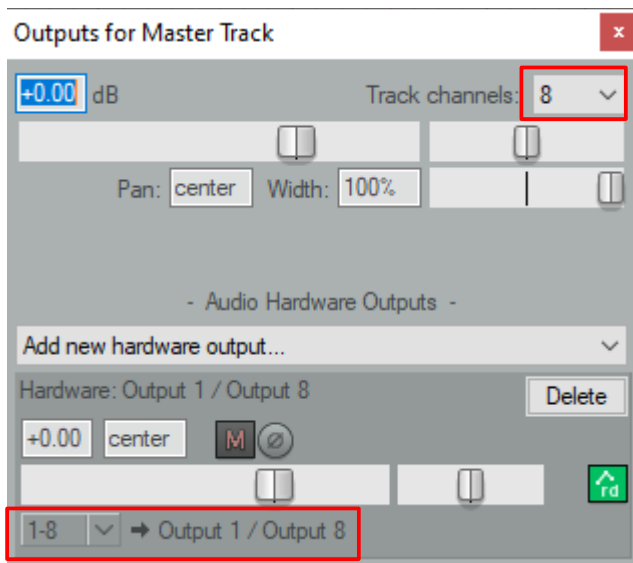 Outputs for Master Track x
+0.00 dB Track channels: 8
Pan: center Width: 100%
- Audio Hardware Outputs -
Add new hardware output...
Hardware: Output 1 / Output 8 Delete
+0.00 center M ø
rd
1-8 → Output 1 / Output 8